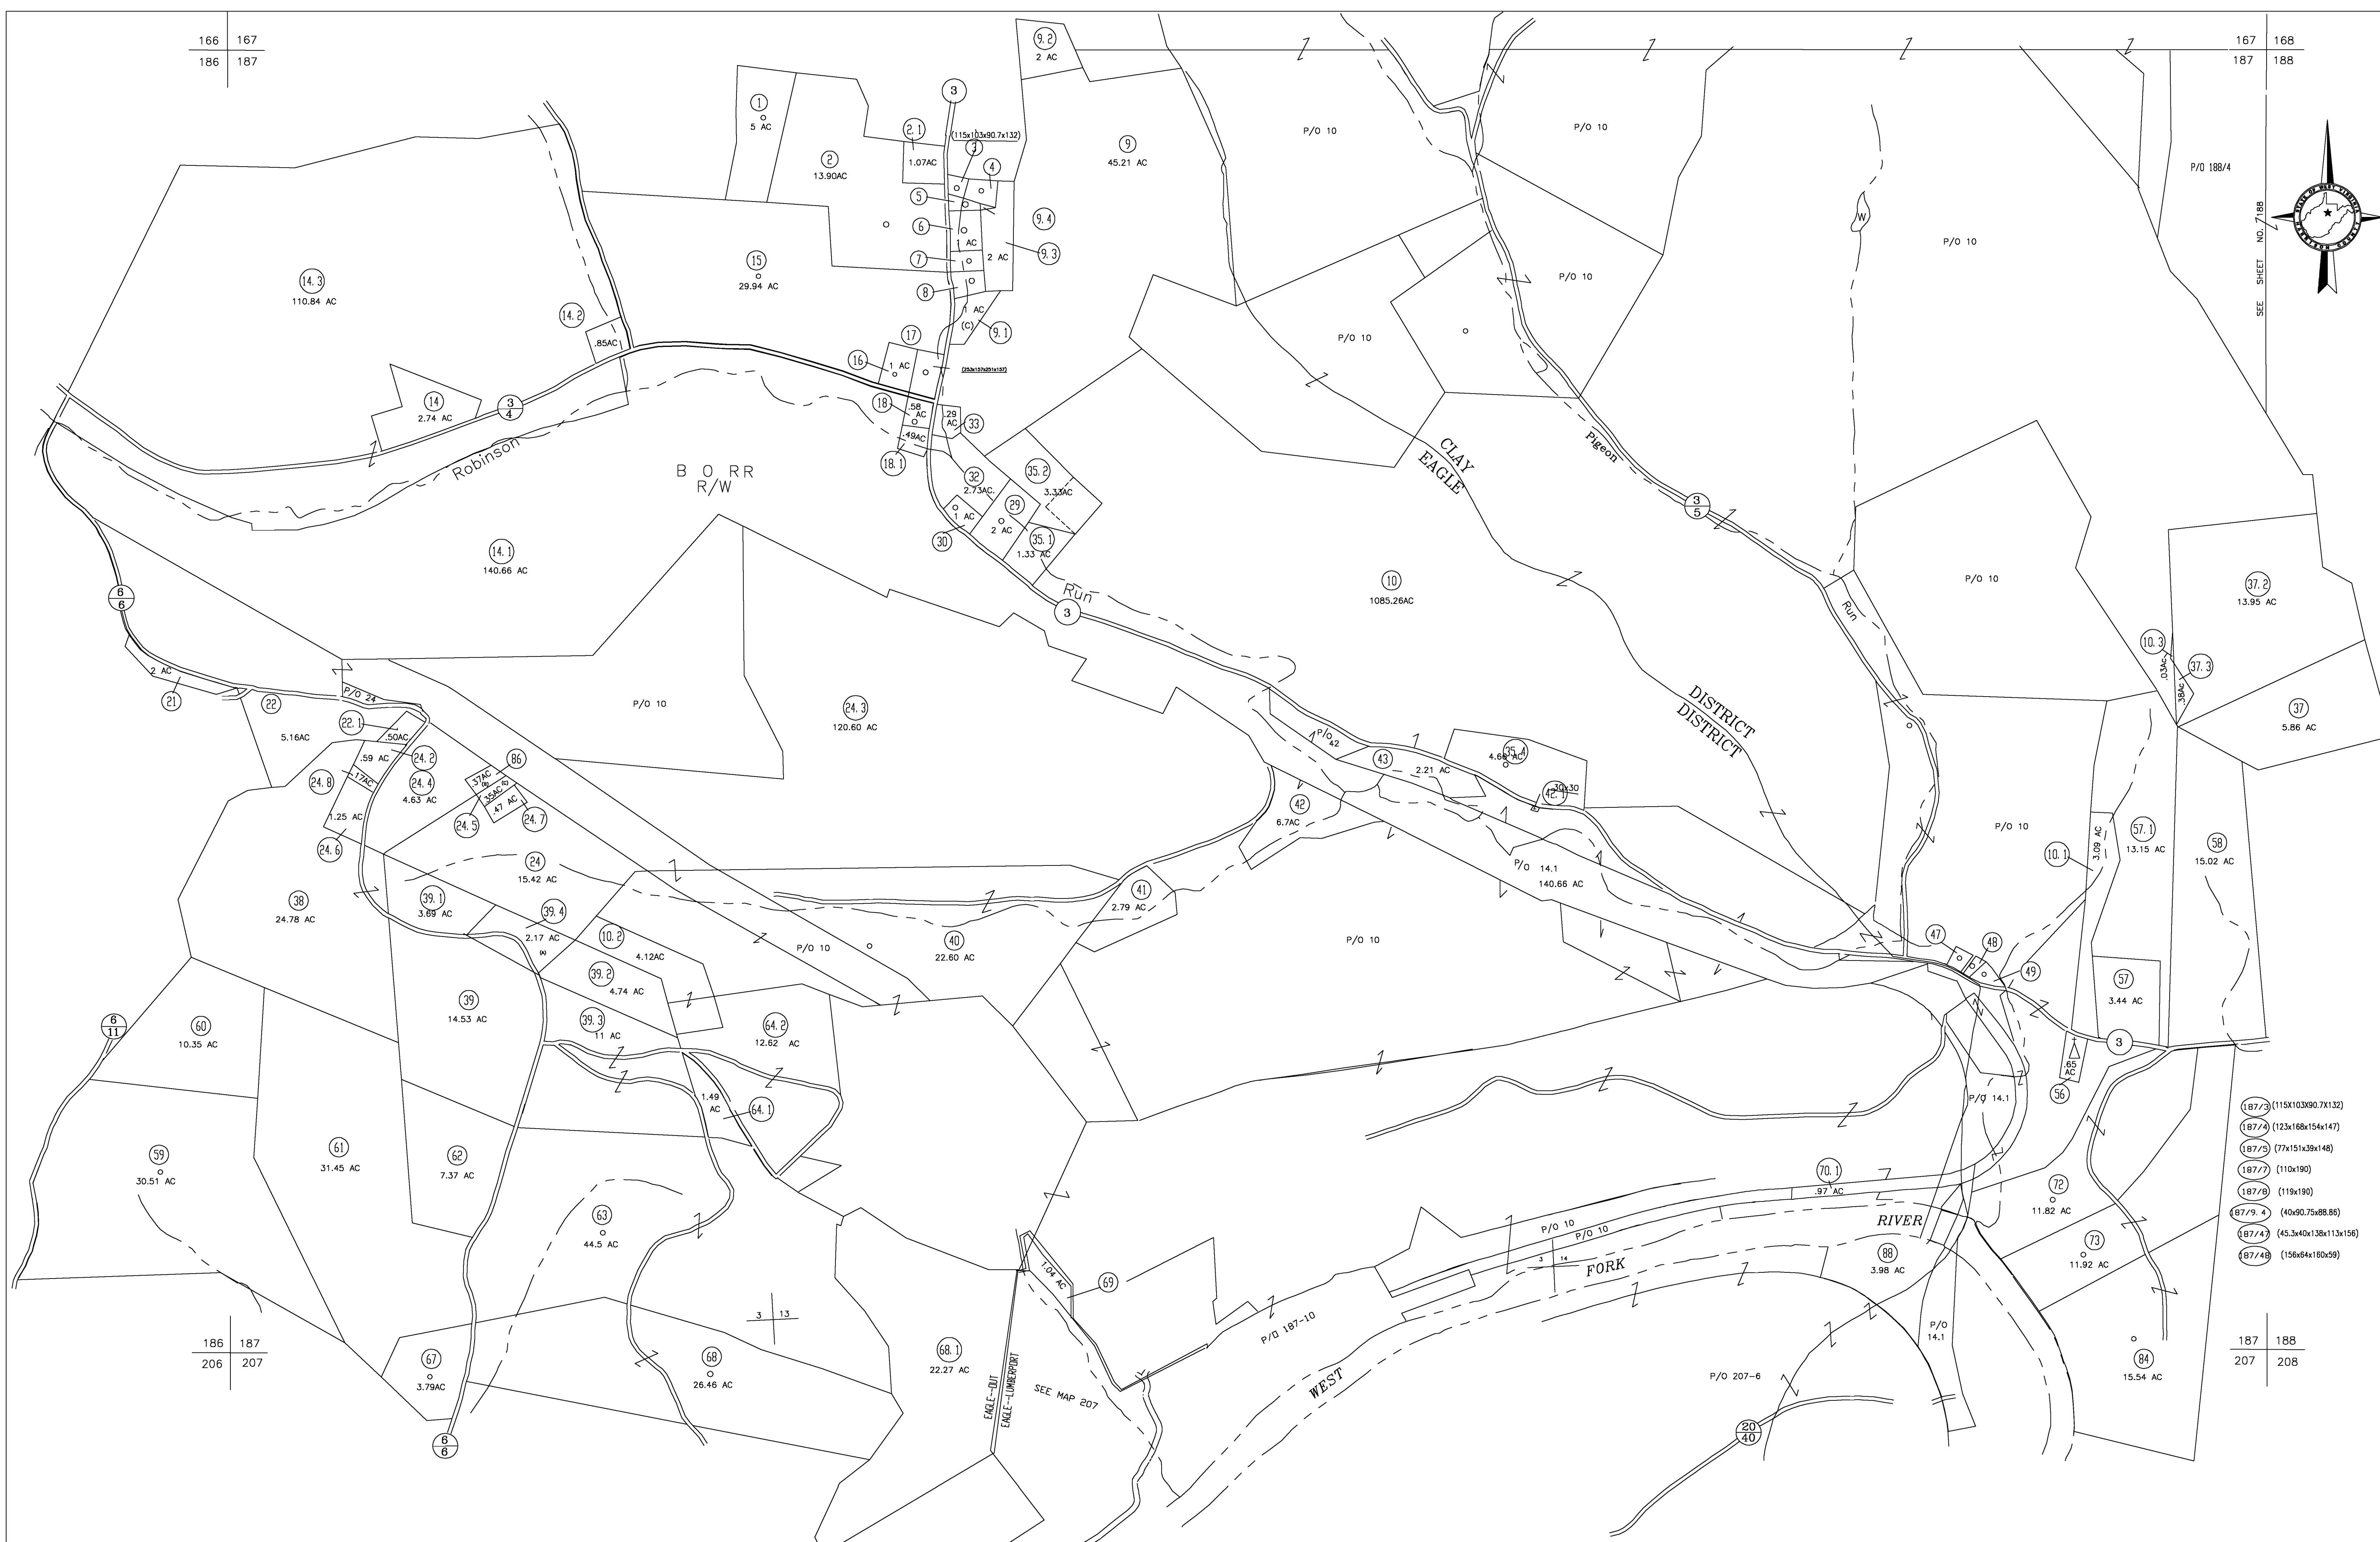 166 167
186 187
167 168
187 188
9.2
2 AC
1
5 AC
2
13.90AC
2.1
1.07AC
3
(115x103x90.7x132)
3
4
5
6
1 AC
7
2 AC
8
1 AC
(C)
9.1
9.4
9.3
9
45.21 AC
P/O 10
P/O 10
P/O 10
P/O 10
P/O 10
W
P/O 188/4
SEE SHEET NO. 188
STATE OF WEST VIRGINIA
HARRISON COUNTY
14.3
110.84 AC
14.2
.85AC
15
29.94 AC
16
1 AC
17
14
2.74 AC
3
4
18
.58
AC
.29
AC
33
.49AC
18.1
Robinson
B O RR
R/W
32
2.73AC.
35.2
3.33AC
29
2 AC
1 AC
30
35.1
1.33 AC
CLAY
EAGLE
Pigeon
3
5
14.1
140.66 AC
Run
3
10
1085.26AC
Run
P/O 10
37.2
13.95 AC
10.3
.03Ac
37.3
.38Ac
37
5.86 AC
6
6
2 AC
21
22
P/O 24
5.16AC
22.1
.50AC
.59 AC
24.2
24.8
.17AC
24.4
4.63 AC
1.25 AC
24.6
86
.37AC
(B)
.35AC (C)
.47 AC
24.5
24.7
P/O 10
24.3
120.60 AC
DISTRICT
DISTRICT
P/O
42
43
2.21 AC
35.4
4.66 AC
42.1
30x30
42
6.7AC
P/O 14.1
140.66 AC
P/O 10
10.1
3.09 AC
57.1
13.15 AC
58
15.02 AC
24
15.42 AC
38
24.78 AC
39.1
3.69 AC
39.4
2.17 AC
(A)
10.2
4.12AC
39.2
4.74 AC
P/O 10
40
22.60 AC
41
2.79 AC
P/O 10
47
48
49
57
3.44 AC
39
14.53 AC
39.3
11 AC
64.2
12.62 AC
6
11
60
10.35 AC
1.49
AC
64.1
3
.65
AC
56
P/O 14.1
187/3 (115X103X90.7X132)
187/4 (123x168x154x147)
187/5 (77x151x39x148)
187/7 (110x190)
187/8 (119x190)
187/9.4 (40x90.75x88.86)
187/47 (45.3x40x138x113x156)
187/48 (156x64x160x59)
59
30.51 AC
61
31.45 AC
62
7.37 AC
63
44.5 AC
70.1
.97 AC
72
11.82 AC
P/O 10
P/O 10
RIVER
3 14
FORK
88
3.98 AC
73
11.92 AC
1.04 AC
69
3 13
P/O 187-10
P/O
14.1
186 187
206 207
67
3.79AC
68
26.46 AC
68.1
22.27 AC
EAGLE--OUT
EAGLE--LUMBERPORT
SEE MAP 207
WEST
P/O 207-6
84
15.54 AC
187 188
207 208
6
6
20
40